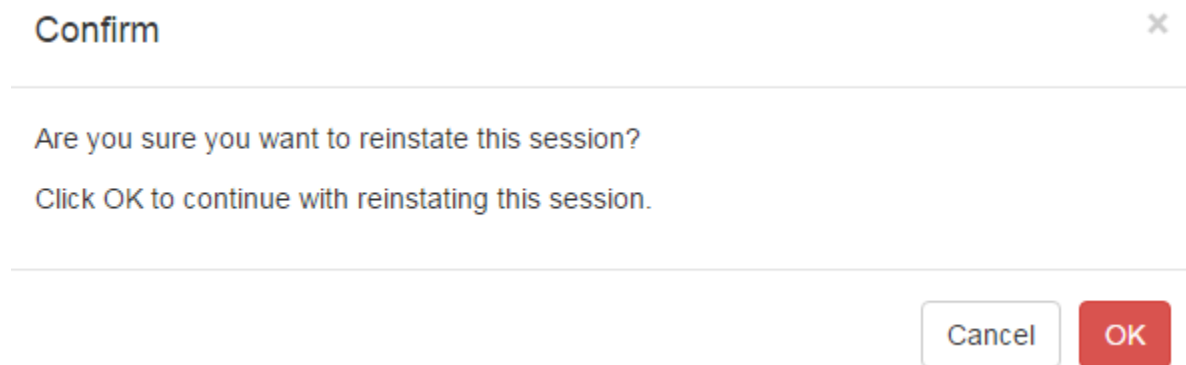 Confirm
×
Are you sure you want to reinstate this session?
Click OK to continue with reinstating this session.
Cancel OK